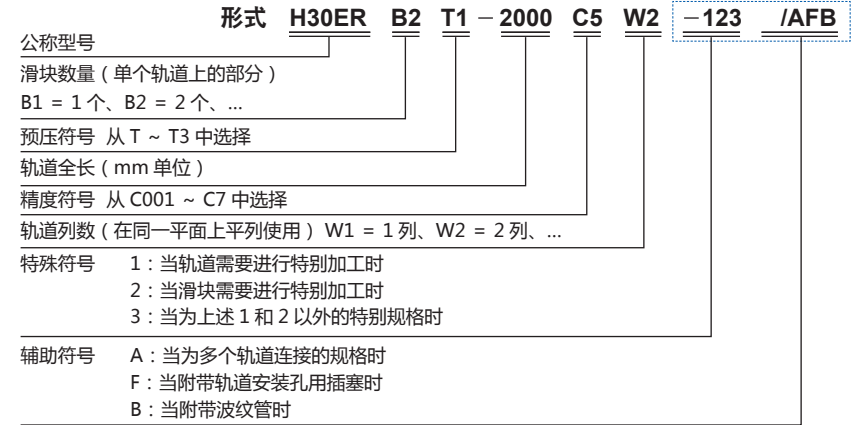 形式 H30ER B2 T1 －2000 C5 W2 －123 /AFB
公称型号
滑块数量 ( 单个轨道上的部分 )
B1 = 1 个、B2 = 2 个、...
预压符号 从 T ~ T3 中选择
轨道全长 ( mm 单位 )
精度符号 从 C001 ~ C7 中选择
轨道列数 ( 在同一平面上平列使用 ) W1 = 1 列、W2 = 2 列、...
特殊符号 1：当轨道需要进行特别加工时
2：当滑块需要进行特别加工时
3：当为上述 1 和 2 以外的特别规格时
辅助符号 A：当为多个轨道连接的规格时
F：当附带轨道安装孔用插塞时
B：当附带波纹管时